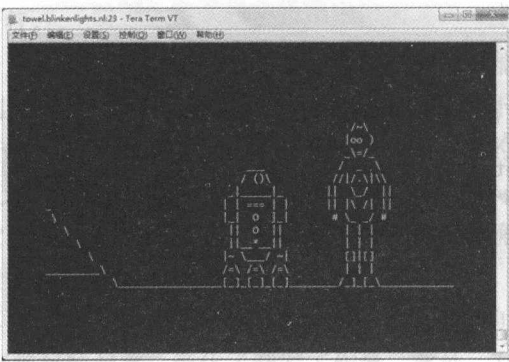 towel.blinkenlights.nl:23 - Tera Term VT
文件(F) 编辑(E) 设置(S) 控制(O) 窗口(W) 帮助(H)